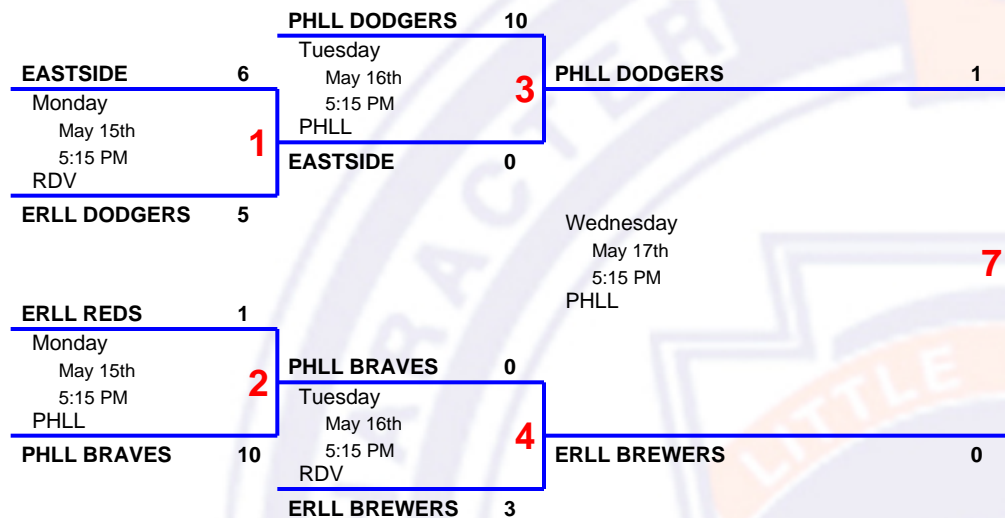 PHLL DODGERS 10
Tuesday
May 16th
5:15 PM
PHLL
3
EASTSIDE 0
EASTSIDE 6
Monday
May 15th
5:15 PM
RDV
1
ERLL DODGERS 5
PHLL DODGERS 1
Wednesday
May 17th
5:15 PM
PHLL
7
ERLL REDS 1
Monday
May 15th
5:15 PM
PHLL
2
PHLL BRAVES 10
PHLL BRAVES 0
Tuesday
May 16th
5:15 PM
RDV
4
ERLL BREWERS 3
ERLL BREWERS 0
ARACTER
LITTLE